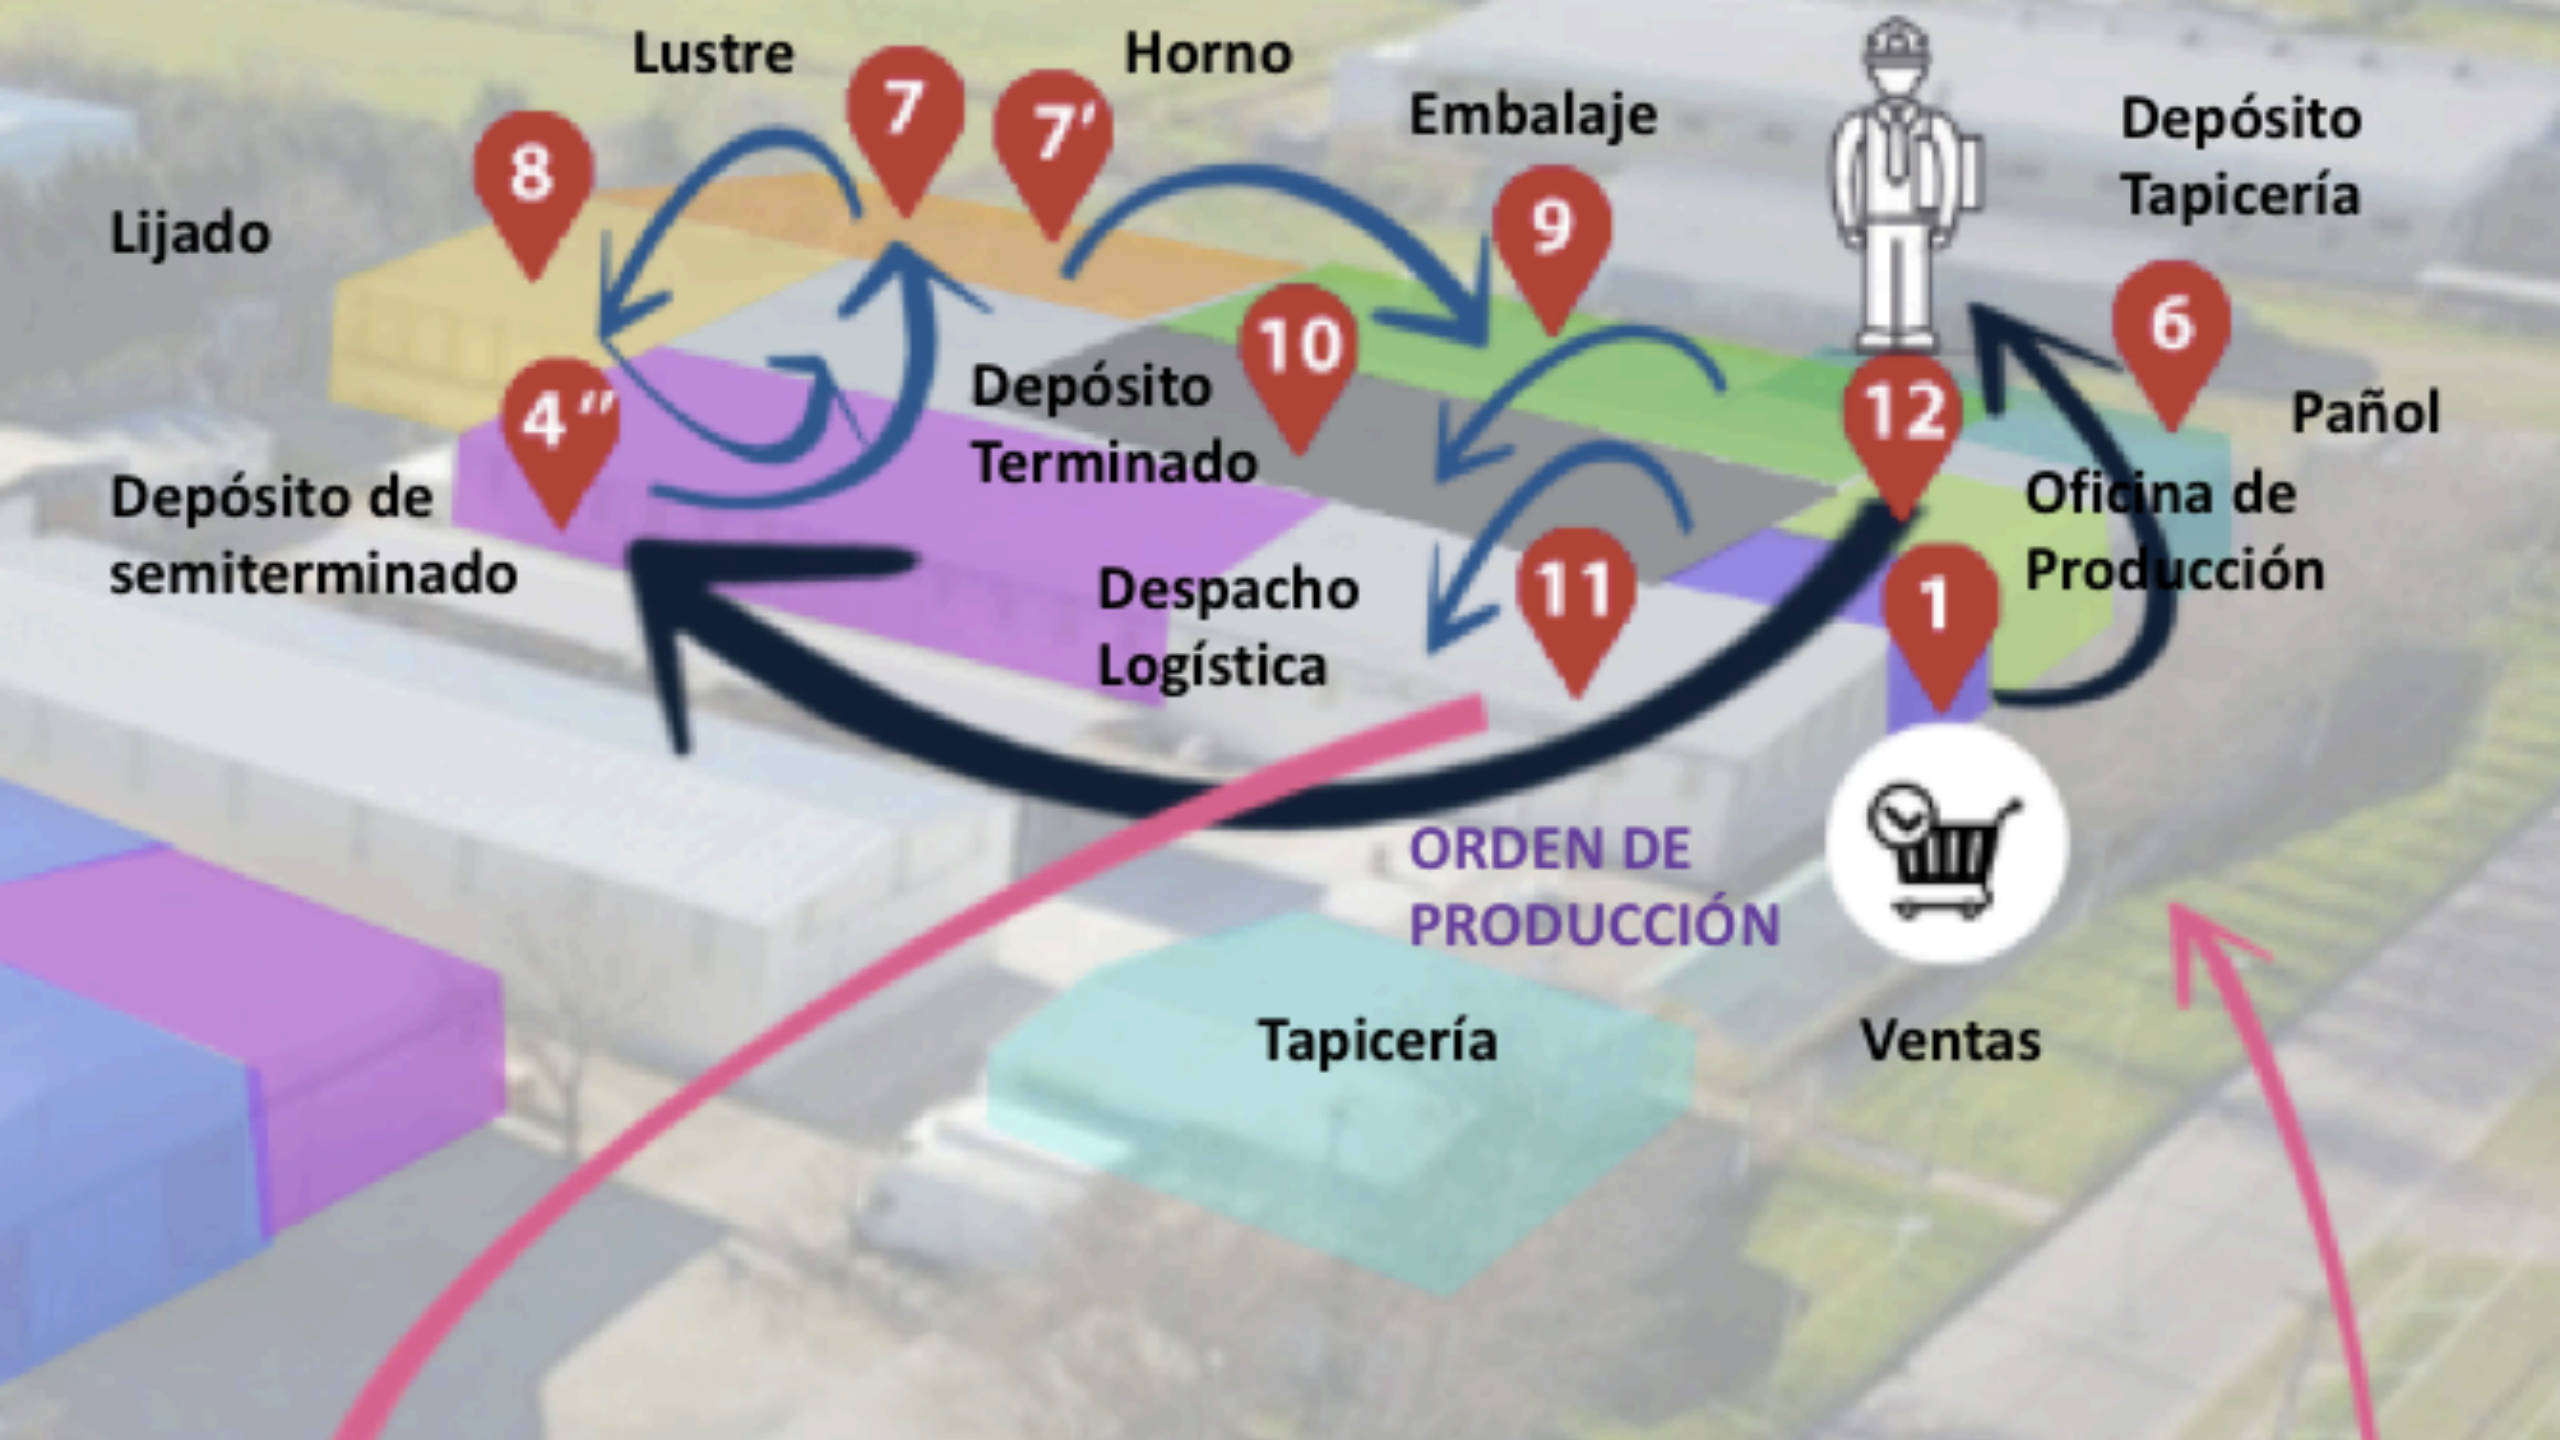 Lustre
Horno
7
7'
Embalaje
Depósito
Tapicería
8
Lijado
9
10
6
4''
Depósito
Terminado
12
Pañol
Depósito de
semiterminado
Oficina de
Producción
Despacho
Logística
11
1
ORDEN DE
PRODUCCIÓN
Tapicería
Ventas